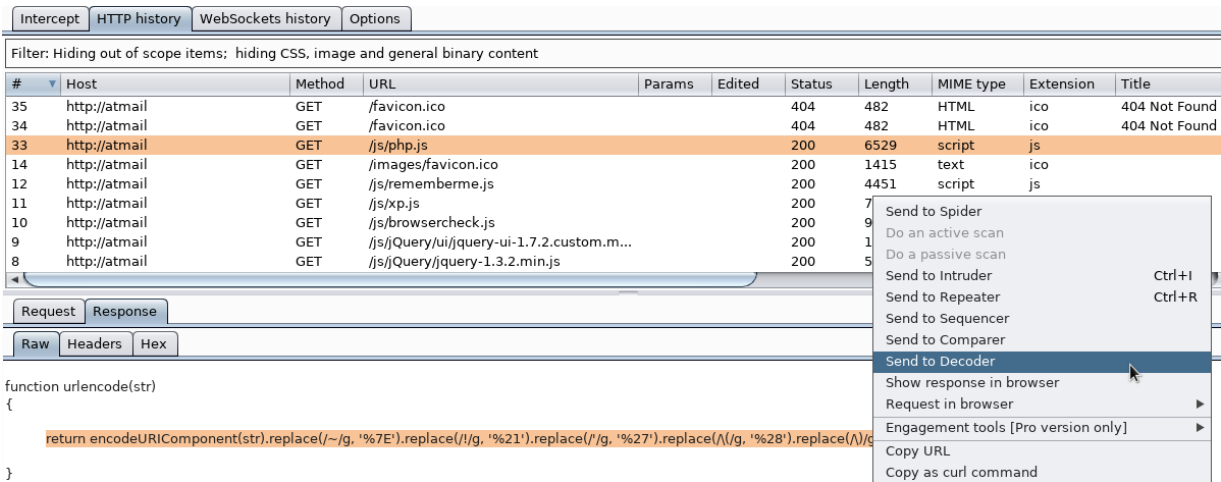 Intercept HTTP history WebSockets history Options
Filter: Hiding out of scope items;  hiding CSS, image and general binary content
# Host Method URL Params Edited Status Length MIME type Extension Title
35 http://atmail GET /favicon.ico 404 482 HTML ico 404 Not Found
34 http://atmail GET /favicon.ico 404 482 HTML ico 404 Not Found
33 http://atmail GET /js/php.js 200 6529 script js
14 http://atmail GET /images/favicon.ico 200 1415 text ico
12 http://atmail GET /js/rememberme.js 200 4451 script js
11 http://atmail GET /js/xp.js 200 7
10 http://atmail GET /js/browsercheck.js 200 9
9 http://atmail GET /js/jQuery/ui/jquery-ui-1.7.2.custom.m... 200 1
8 http://atmail GET /js/jQuery/jquery-1.3.2.min.js 200 5
Send to Spider
Do an active scan
Do a passive scan
Send to Intruder Ctrl+I
Send to Repeater Ctrl+R
Send to Sequencer
Send to Comparer
Send to Decoder
Show response in browser
Request in browser
Engagement tools [Pro version only]
Copy URL
Copy as curl command
Request Response
Raw Headers Hex
function urlencode(str)
{
return encodeURIComponent(str).replace(/~/g, '%7E').replace(/!/g, '%21').replace(/'/g, '%27').replace(/\(/g, '%28').replace(/\)/g
}